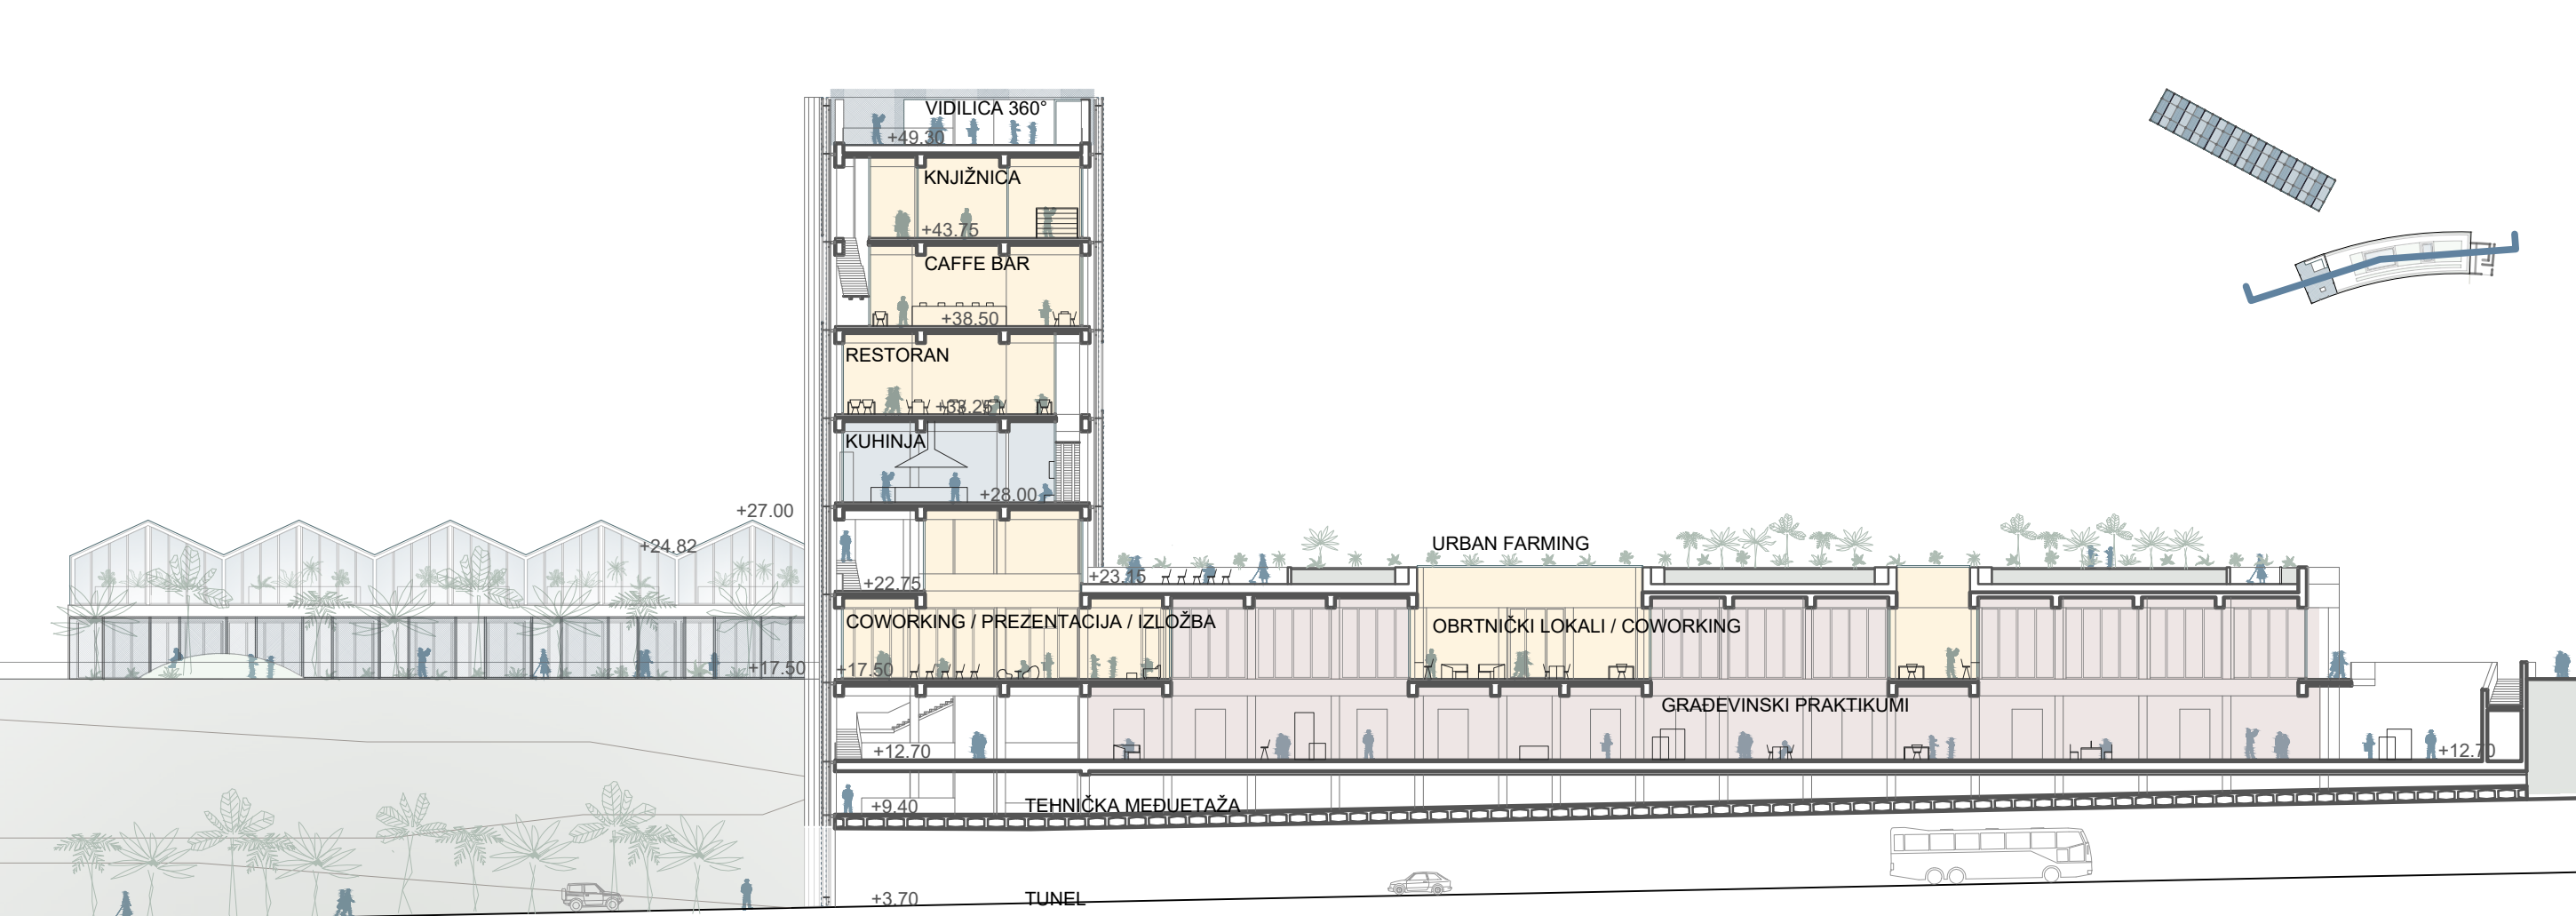 VIDILICA 360°
+49.30
KNJIŽNICA
+43.75
CAFFE BAR
+38.50
RESTORAN
+33.25
KUHINJA
+28.00
+27.00
+24.82
URBAN FARMING
+22.75
+23.15
COWORKING / PREZENTACIJA / IZLOŽBA
OBRTNIČKI LOKALI / COWORKING
+17.50
+17.50
GRAĐEVINSKI PRAKTIKUMI
+12.70
+12.70
+9.40
TEHNIČKA MEĐUETAŽA
+3.70
TUNEL